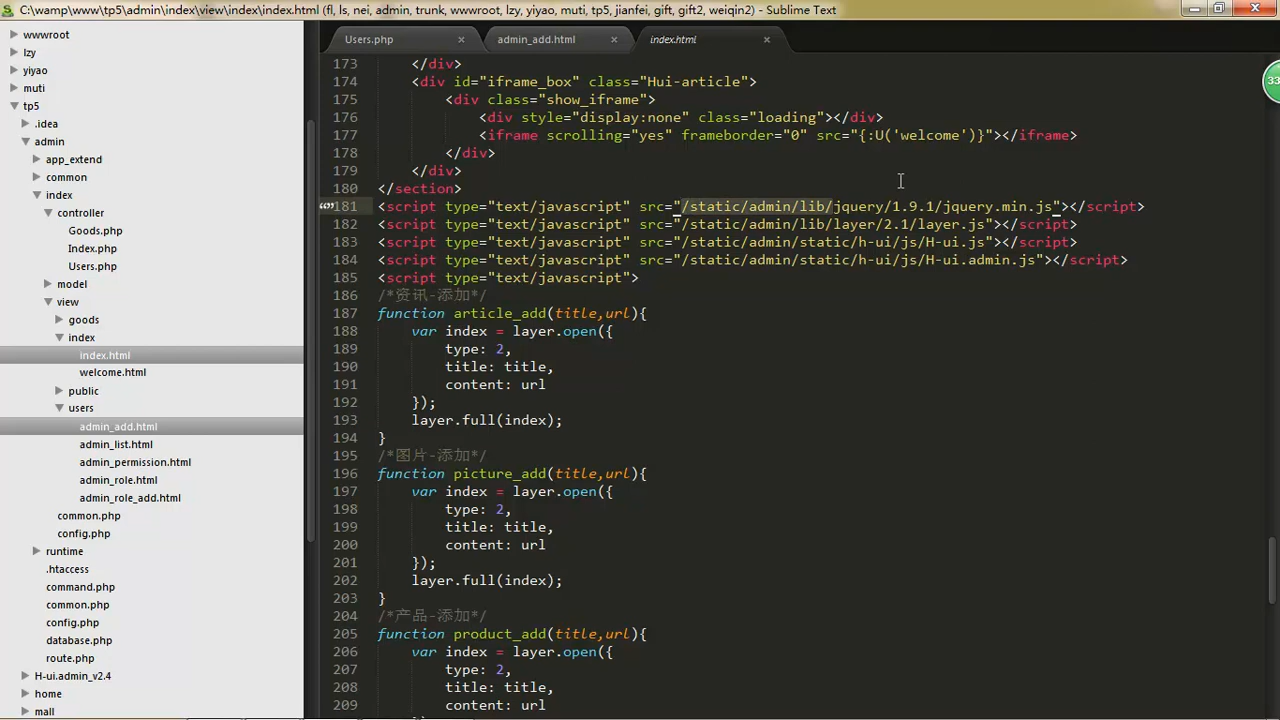 C:\wamp\www\tp5\admin\index\view\index\index.html (fl, ls, nei, admin, trunk, wwwroot, lzy, yiyao, muti, tp5, jianfei, gift, gift2, weiqin2) - Sublime Text
wwwroot
lzy
yiyao
muti
tp5
.idea
admin
app_extend
common
index
controller
Goods.php
Index.php
Users.php
model
view
goods
index
index.html
welcome.html
public
users
admin_add.html
admin_list.html
admin_permission.html
admin_role.html
admin_role_add.html
common.php
config.php
runtime
.htaccess
command.php
common.php
config.php
database.php
route.php
H-ui.admin_v2.4
home
mall
Users.php × admin_add.html × index.html ×
33
173 </div>
174 <div id="iframe_box" class="Hui-article">
175 <div class="show_iframe">
176 <div style="display:none" class="loading"></div>
177 <iframe scrolling="yes" frameborder="0" src="{:U('welcome')}"></iframe>
178 </div>
179 </div>
180 </section>
181 <script type="text/javascript" src="/static/admin/lib/jquery/1.9.1/jquery.min.js"></script>
182 <script type="text/javascript" src="/static/admin/lib/layer/2.1/layer.js"></script>
183 <script type="text/javascript" src="/static/admin/static/h-ui/js/H-ui.js"></script>
184 <script type="text/javascript" src="/static/admin/static/h-ui/js/H-ui.admin.js"></script>
185 <script type="text/javascript">
186 /*资讯-添加*/
187 function article_add(title,url){
188 var index = layer.open({
189 type: 2,
190 title: title,
191 content: url
192 });
193 layer.full(index);
194 }
195 /*图片-添加*/
196 function picture_add(title,url){
197 var index = layer.open({
198 type: 2,
199 title: title,
200 content: url
201 });
202 layer.full(index);
203 }
204 /*产品-添加*/
205 function product_add(title,url){
206 var index = layer.open({
207 type: 2,
208 title: title,
209 content: url